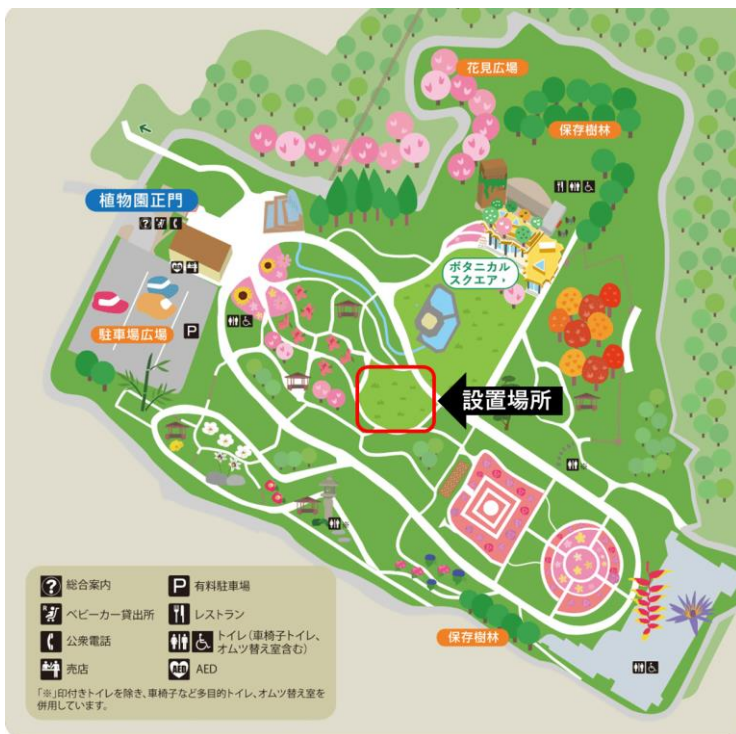 花見広場
保存樹林
植物園正門
ボタニカル
スクエア
駐車場広場
P
設置場所
保存樹林
? 総合案内
P 有料駐車場
ベビーカー貸出所
レストラン
公衆電話
トイレ(車椅子トイレ、
オムツ替え室含む)
売店
AED AED
「※」印付きトイレを除き、車椅子など多目的トイレ、オムツ替え室を
併用しています。